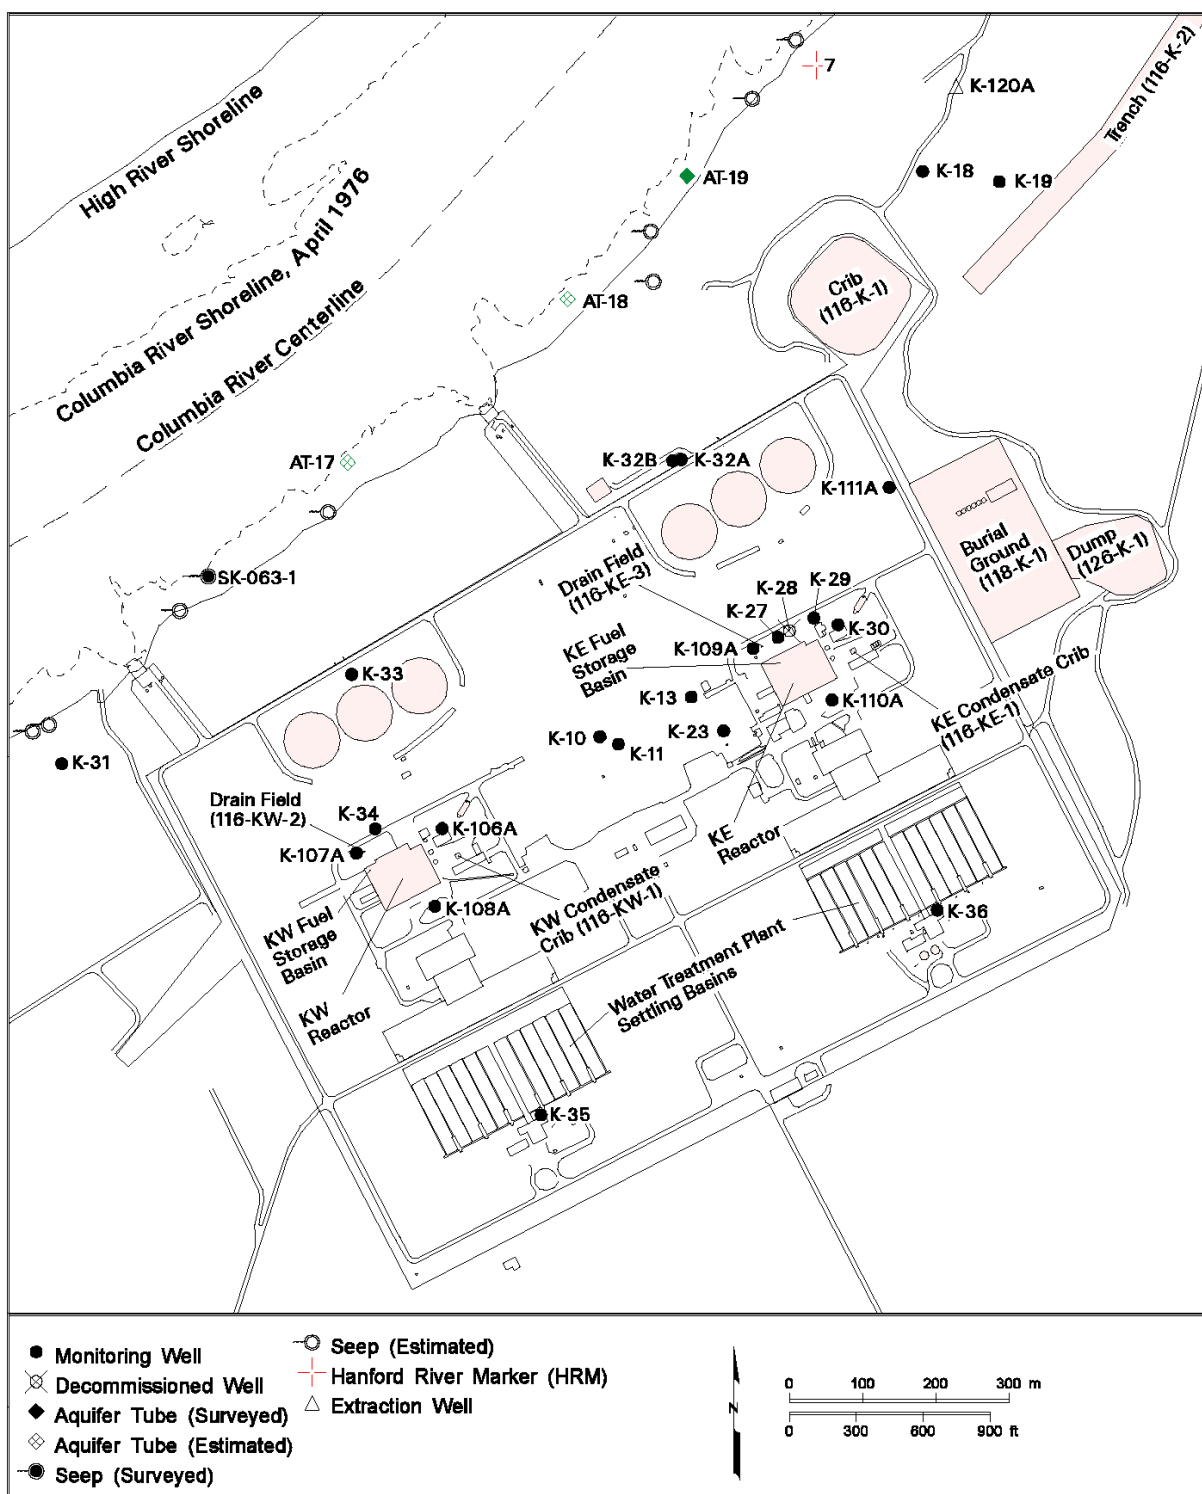 7
K-120A
Trench (116-K-2)
High River Shoreline
AT-19
K-18
K-19
Columbia River Shoreline, April 1976
Crib
(116-K-1)
AT-18
Columbia River Centerline
AT-17
K-32B
K-32A
K-111A
Burial
Ground
(118-K-1)
Dump
(126-K-1)
SK-063-1
Drain Field
(116-KE-3)
K-28
K-29
K-27
K-30
KE Fuel
Storage
Basin
K-109A
K-33
K-13
K-110A
KE Condensate Crib
(116-KE-1)
K-31
K-10
K-11
K-23
Drain Field
(116-KW-2)
K-34
K-106A
KE
Reactor
K-107A
K-108A
KW Condensate
Crib (116-KW-1)
K-36
KW Fuel
Storage
Basin
Water Treatment Plant
Settling Basins
KW
Reactor
K-35
Monitoring Well
Decommissioned Well
Aquifer Tube (Surveyed)
Aquifer Tube (Estimated)
Seep (Surveyed)
Seep (Estimated)
Hanford River Marker (HRM)
Extraction Well
N
0 100 200 300 m
0 300 600 900 ft